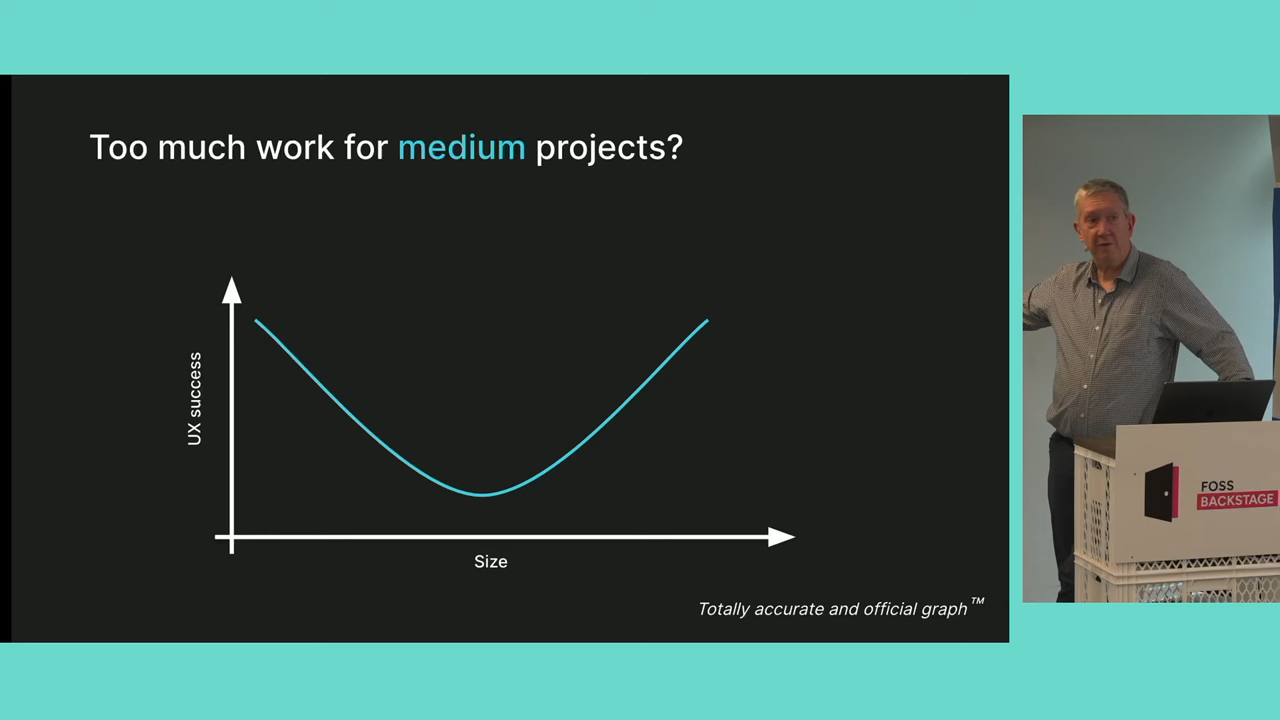 Too much work for medium projects?
UX success
Size
Totally accurate and official graph™
FOSS
BACKSTAGE